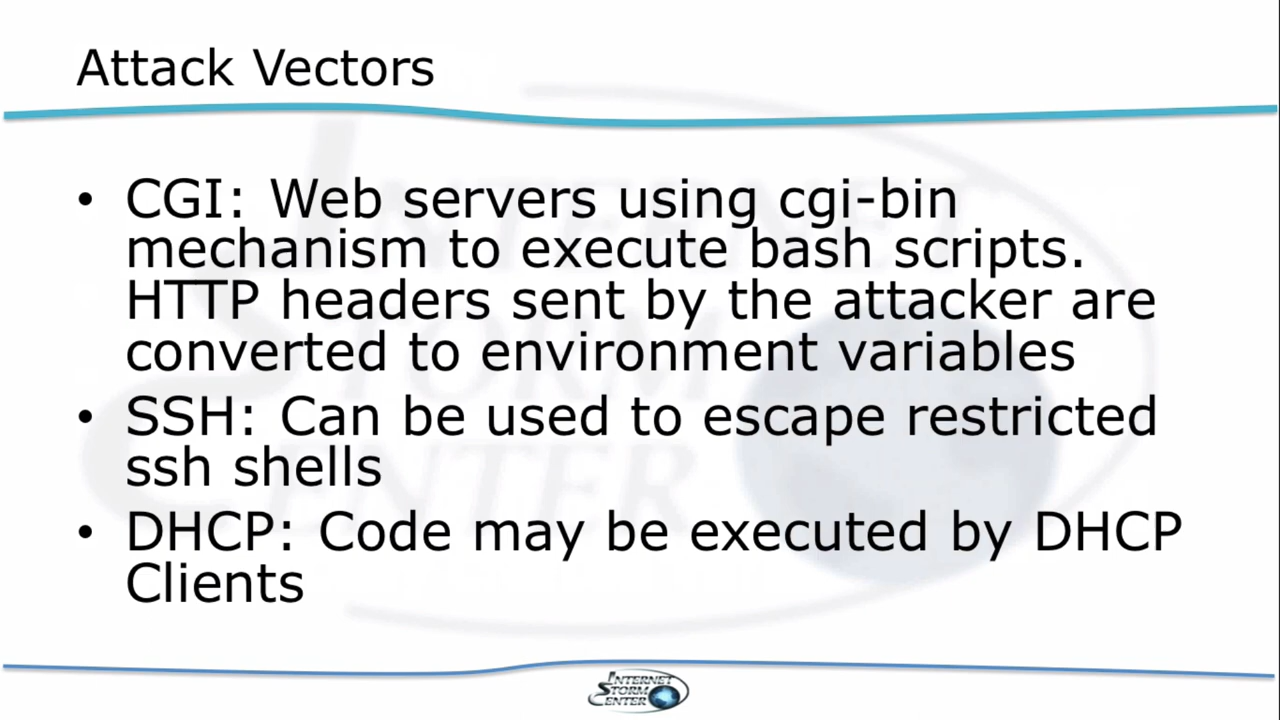 Attack Vectors
• CGI: Web servers using cgi-bin
mechanism to execute bash scripts.
HTTP headers sent by the attacker are
converted to environment variables
• SSH: Can be used to escape restricted
ssh shells
• DHCP: Code may be executed by DHCP
Clients
INTERNET
STORM
CENTER